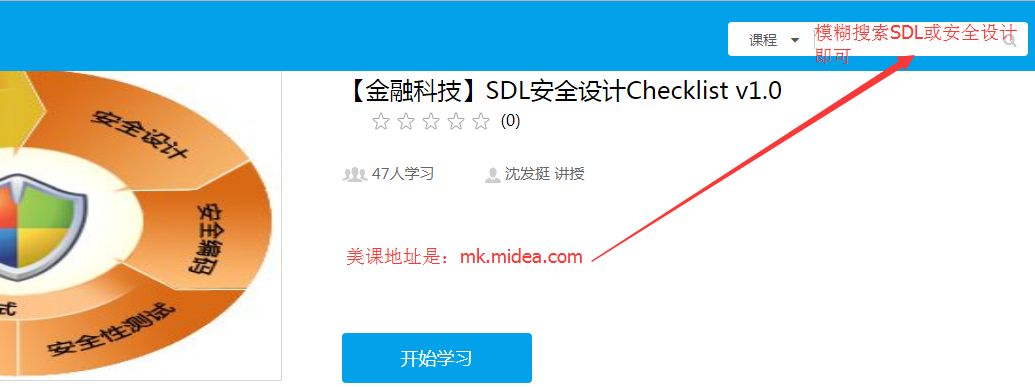 课程
模糊搜索SDL或安全设计
即可
【金融科技】SDL安全设计Checklist v1.0
(0)
47人学习
沈发挺 讲授
美课地址是：mk.midea.com
开始学习
安全设计
安全编码
安全性测试
式